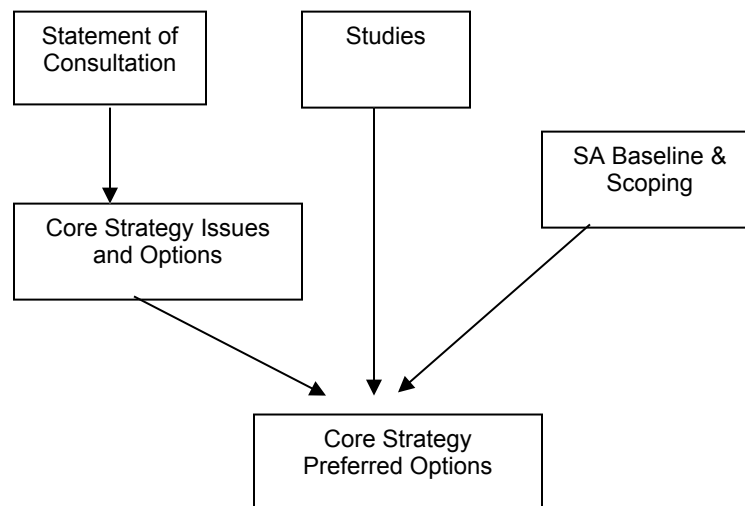 Statement of
Consultation
Studies
SA Baseline &
Scoping
Core Strategy Issues
and Options
Core Strategy
Preferred Options